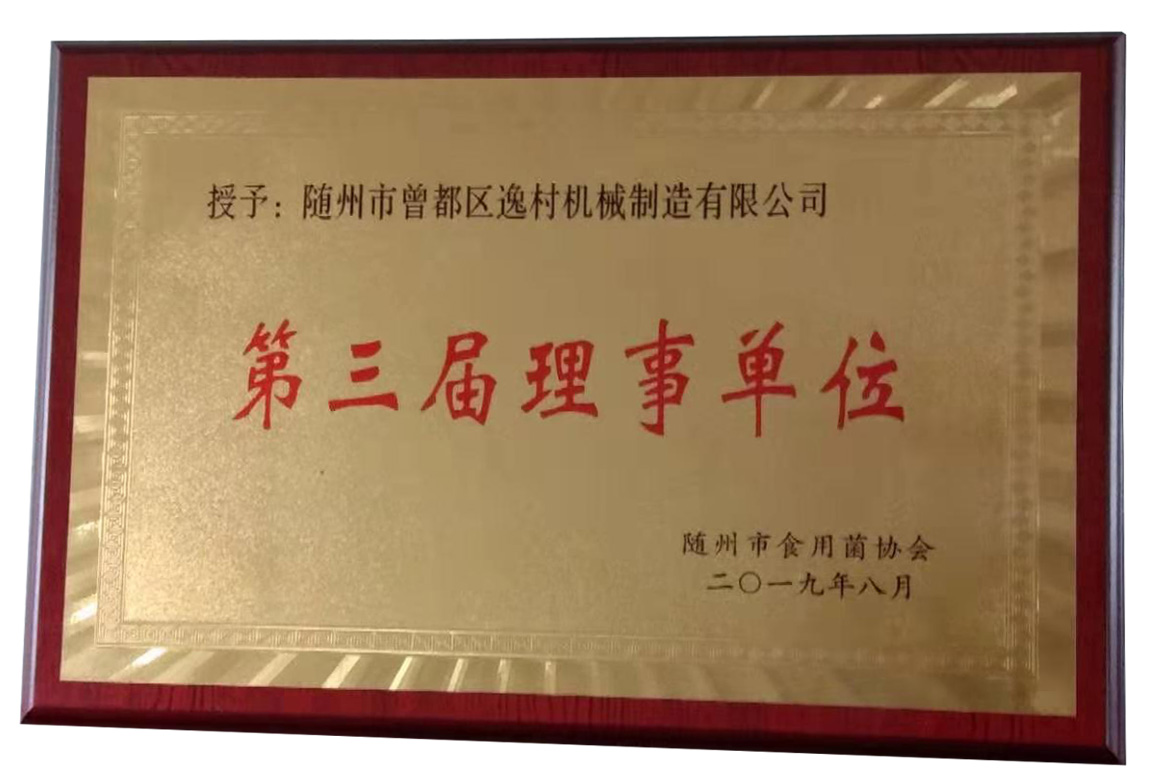 授予：随州市曾都区逸村机械制造有限公司
第三届理事单位
随州市食用菌协会
二〇一九年八月